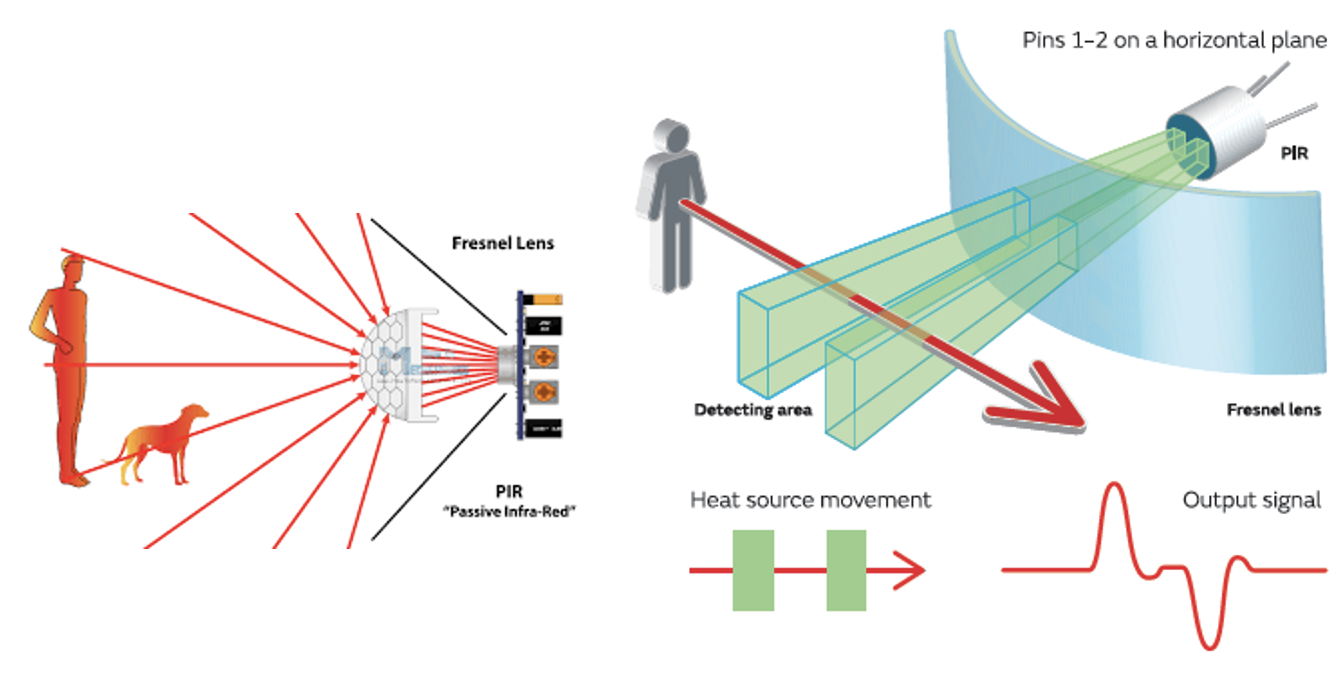 Pins 1-2 on a horizontal plane
PIR
Fresnel Lens
Detecting area
Fresnel lens
PIR
"Passive Infra-Red"
Heat source movement
Output signal